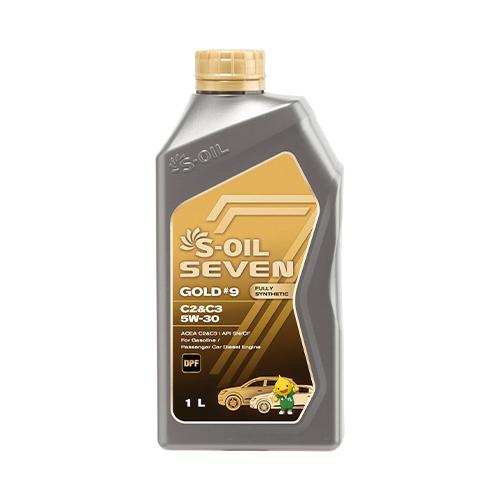 S-OIL
S-OIL
SEVEN
GOLD #9
FULLY
SYNTHETIC
C2&C3
5W-30
ACEA C2&C3 I API SN/CF
For Gasoline /
Passenger Car Diesel Engine
DPF
1 L